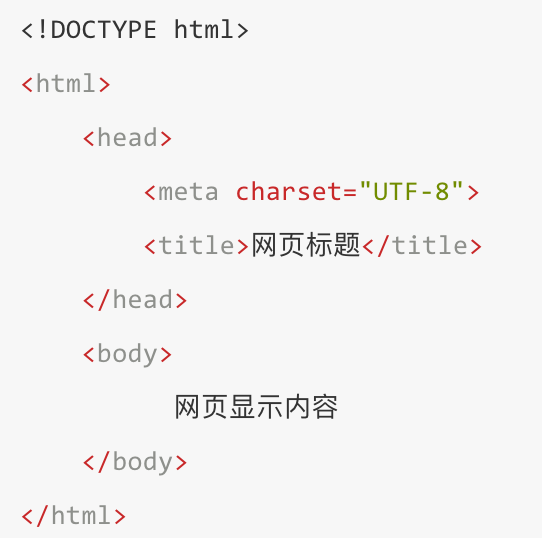 <!DOCTYPE html>
<html>
<head>
<meta charset="UTF-8">
<title>网页标题</title>
</head>
<body>
网页显示内容
</body>
</html>